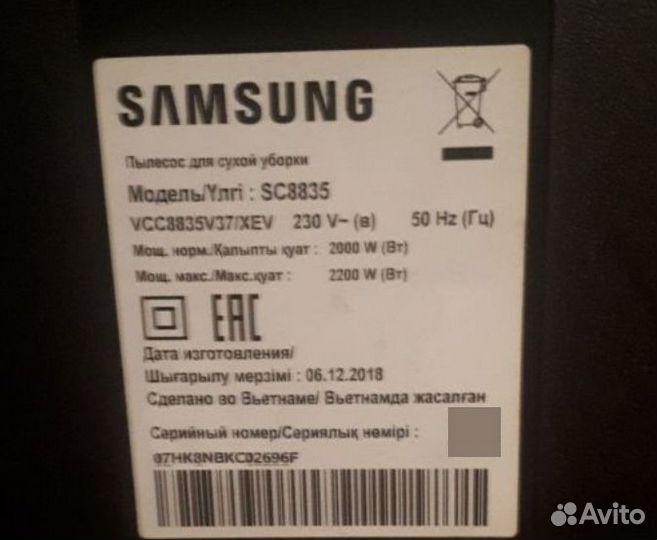 SAMSUNG
Пылесос для сухой уборки
Модель/Үлгі : SC8835
VCC8835V37/XEV 230 V~ (в) 50 Hz (Гц)
Мощ. норм./Қалыпты қуат : 2000 W (Вт)
Мощ. макс./Макс.қуат : 2200 W (Вт)
EAC
Дата изготовления/
Шығарылу мерзімі : 06.12.2018
Сделано во Вьетнаме/ Вьетнамда жасалған
Серийный номер/Сериялық нөмірі :
07HK8NBKC02696F
Avito